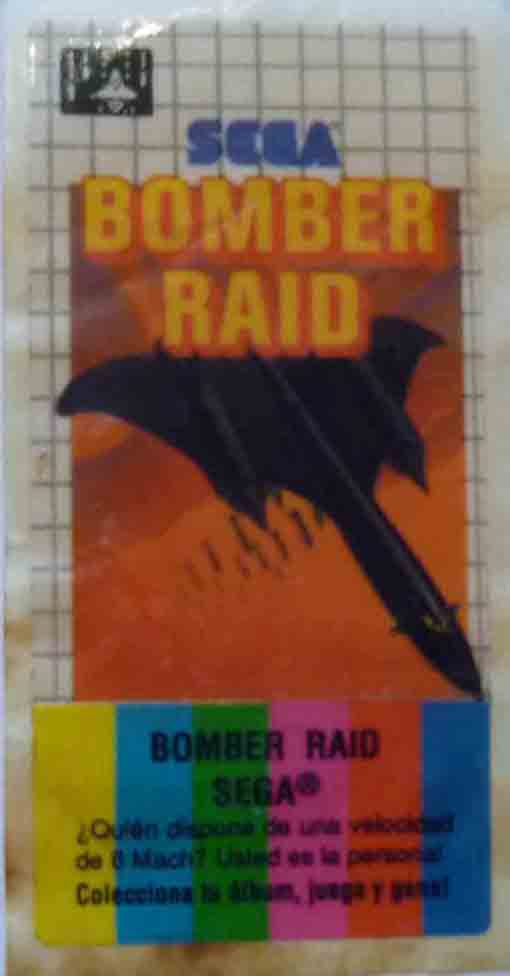 SEGA
BOMBER
RAID
BOMBER RAID
SEGA®
¿Quién dispone de una velocidad
de 6 Mach? Usted es la persona!
Colecciona tu álbum, juega y gana!